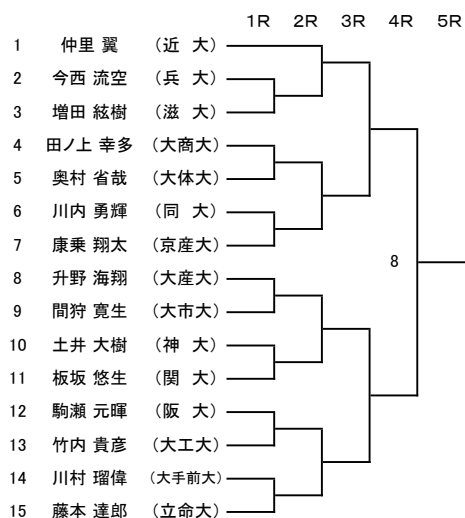 1R 2R 3R 4R 5R
1 仲里 翼 (近 大)
2 今西 流空 (兵 大)
3 増田 絃樹 (滋 大)
4 田ノ上 幸多 (大商大)
5 奥村 省哉 (大体大)
6 川内 勇輝 (同 大)
7 康乗 翔太 (京産大)
8
8 升野 海翔 (大産大)
9 間狩 寛生 (大市大)
10 土井 大樹 (神 大)
11 板坂 悠生 (関 大)
12 駒瀬 元暉 (阪 大)
13 竹内 貴彦 (大工大)
14 川村 瑠偉 (大手前大)
15 藤本 達郎 (立命大)